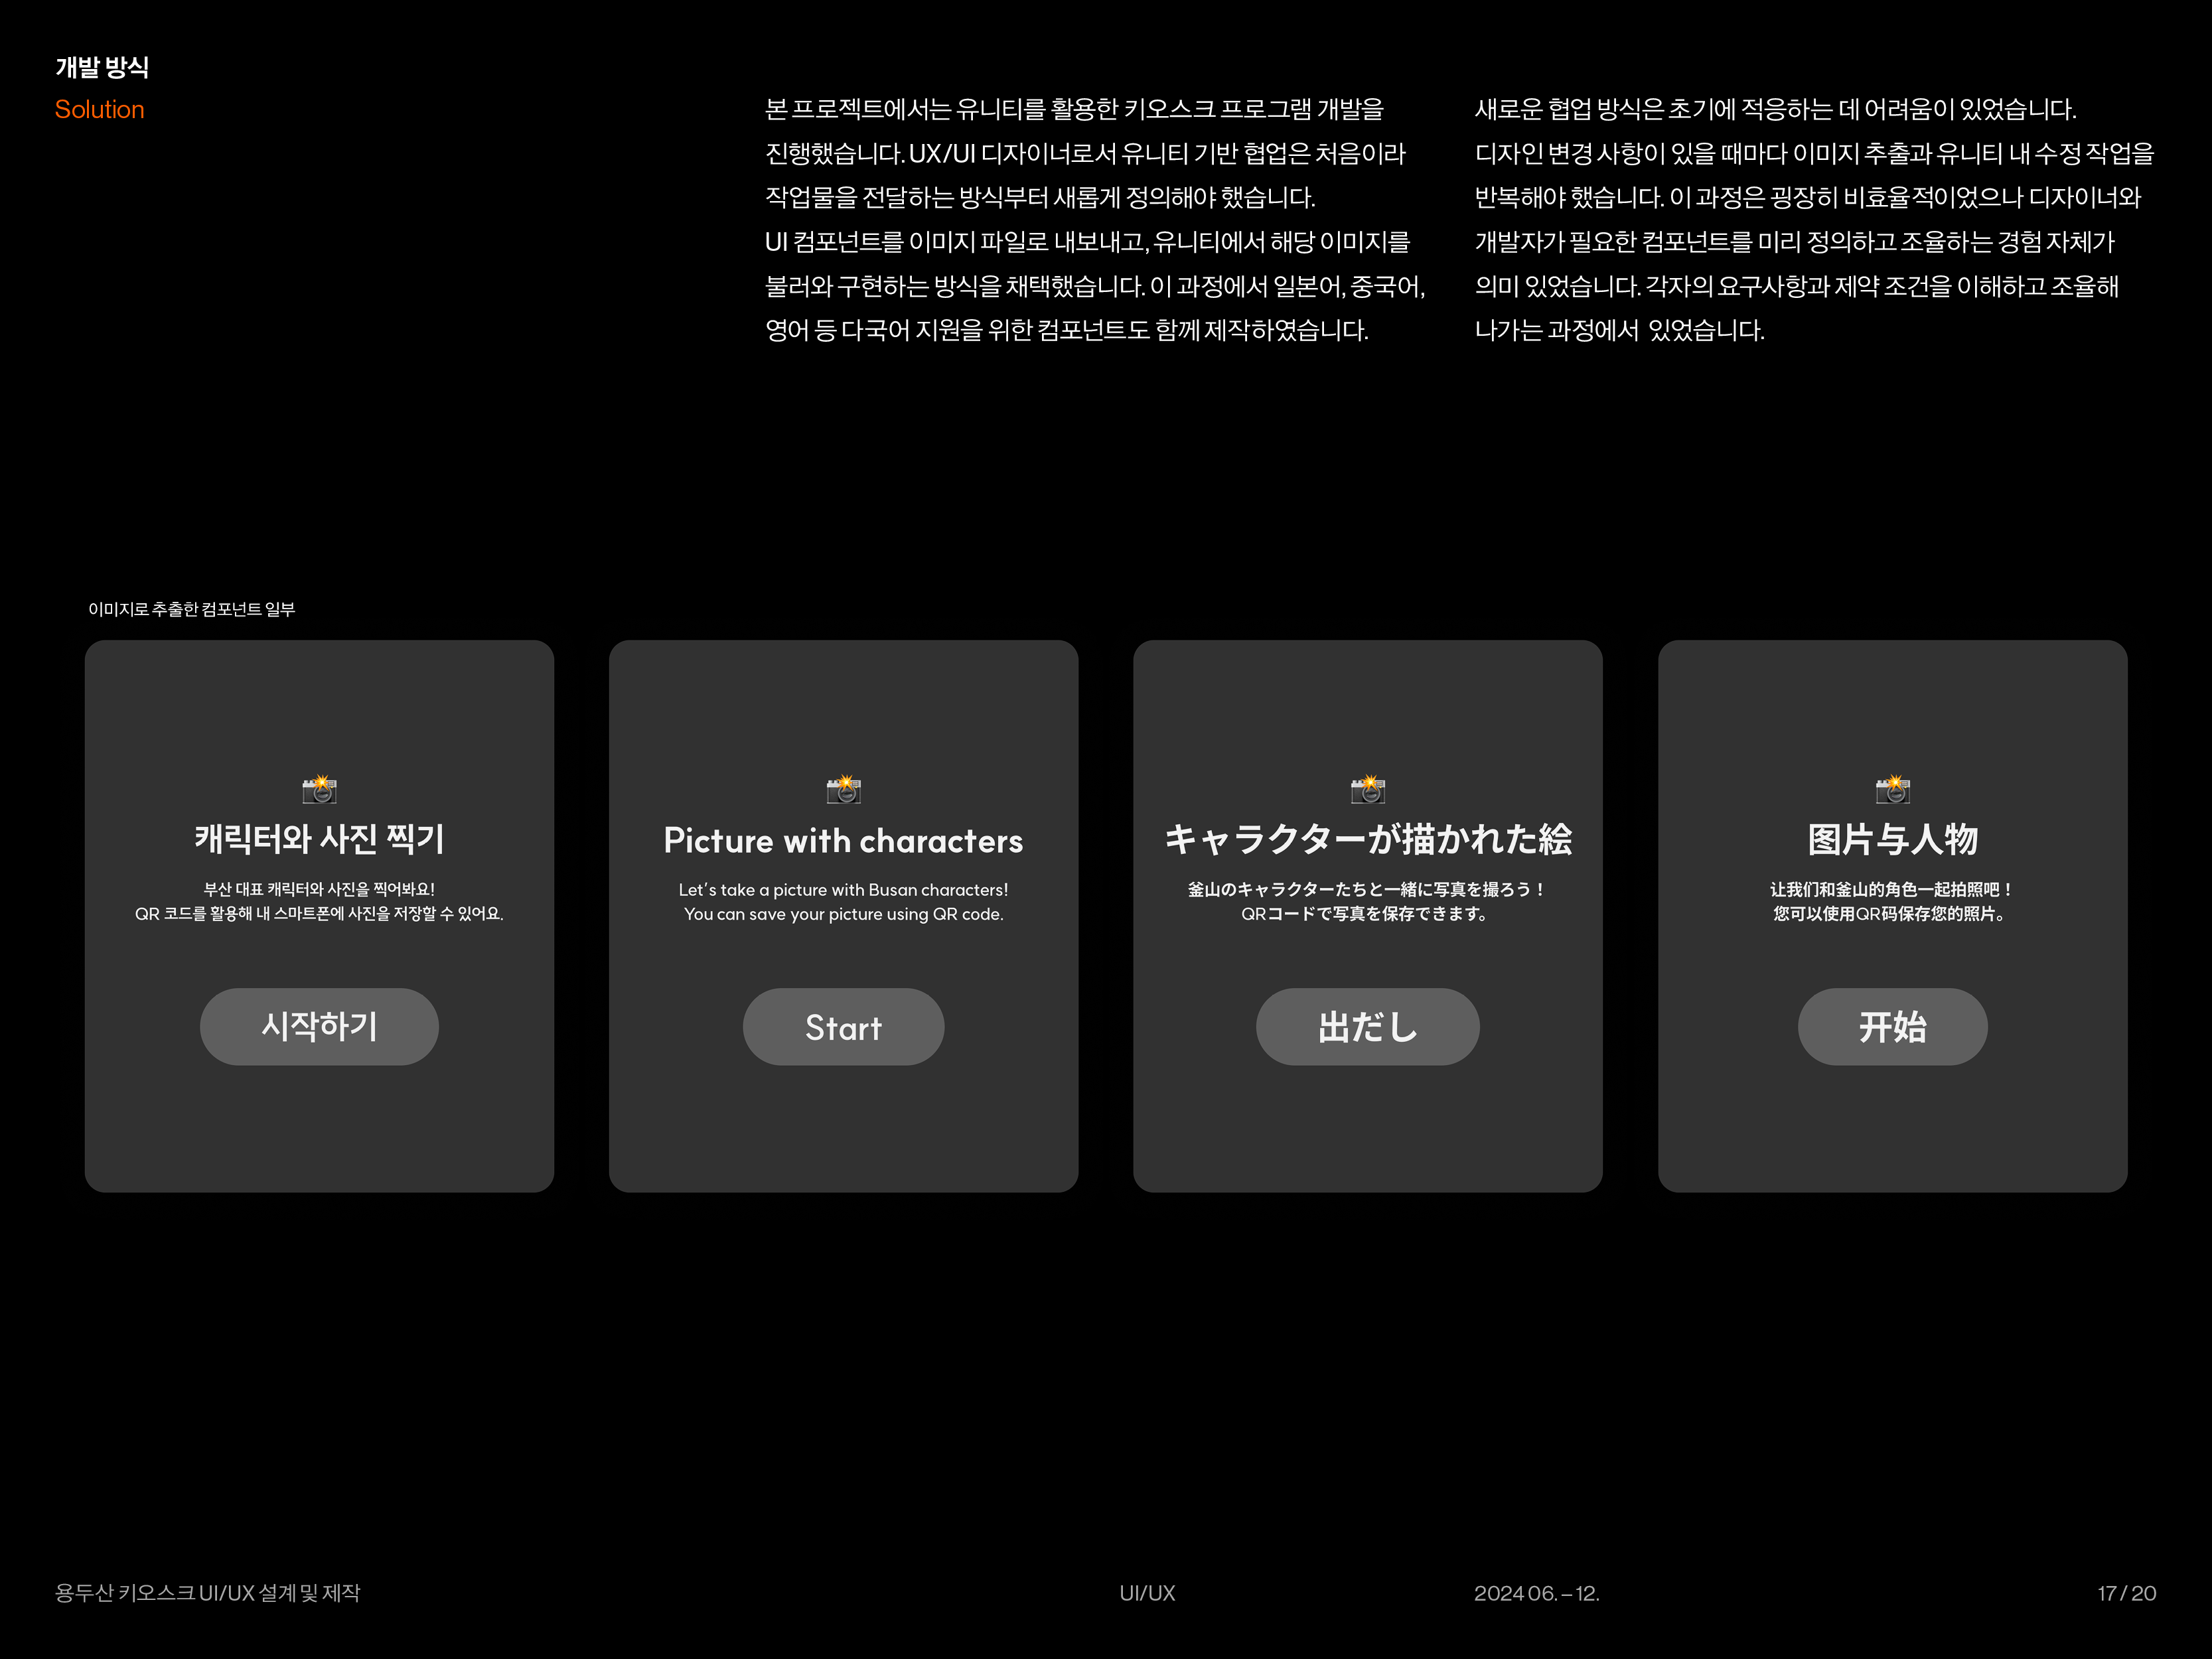 개발 방식
Solution
본 프로젝트에서는 유니티를 활용한 키오스크 프로그램 개발을
진행했습니다. UX/UI 디자이너로서 유니티 기반 협업은 처음이라
작업물을 전달하는 방식부터 새롭게 정의해야 했습니다.
UI 컴포넌트를 이미지 파일로 내보내고, 유니티에서 해당 이미지를
불러와 구현하는 방식을 채택했습니다. 이 과정에서 일본어, 중국어,
영어 등 다국어 지원을 위한 컴포넌트도 함께 제작하였습니다.
새로운 협업 방식은 초기에 적응하는 데 어려움이 있었습니다.
디자인 변경 사항이 있을 때마다 이미지 추출과 유니티 내 수정 작업을
반복해야 했습니다. 이 과정은 굉장히 비효율적이었으나 디자이너와
개발자가 필요한 컴포넌트를 미리 정의하고 조율하는 경험 자체가
의미 있었습니다. 각자의 요구사항과 제약 조건을 이해하고 조율해
나가는 과정에서 있었습니다.
이미지로 추출한 컴포넌트 일부
캐릭터와 사진 찍기
부산 대표 캐릭터와 사진을 찍어봐요!
QR 코드를 활용해 내 스마트폰에 사진을 저장할 수 있어요.
시작하기
Picture with characters
Let's take a picture with Busan characters!
You can save your picture using QR code.
Start
キャラクターが描かれた絵
釜山のキャラクターたちと一緒に写真を撮ろう！
QRコードで写真を保存できます。
出だし
图片与人物
让我们和釜山的角色一起拍照吧！
您可以使用QR码保存您的照片。
开始
용두산 키오스크 UI/UX 설계 및 제작
UI/UX
2024 06. – 12.
17 / 20